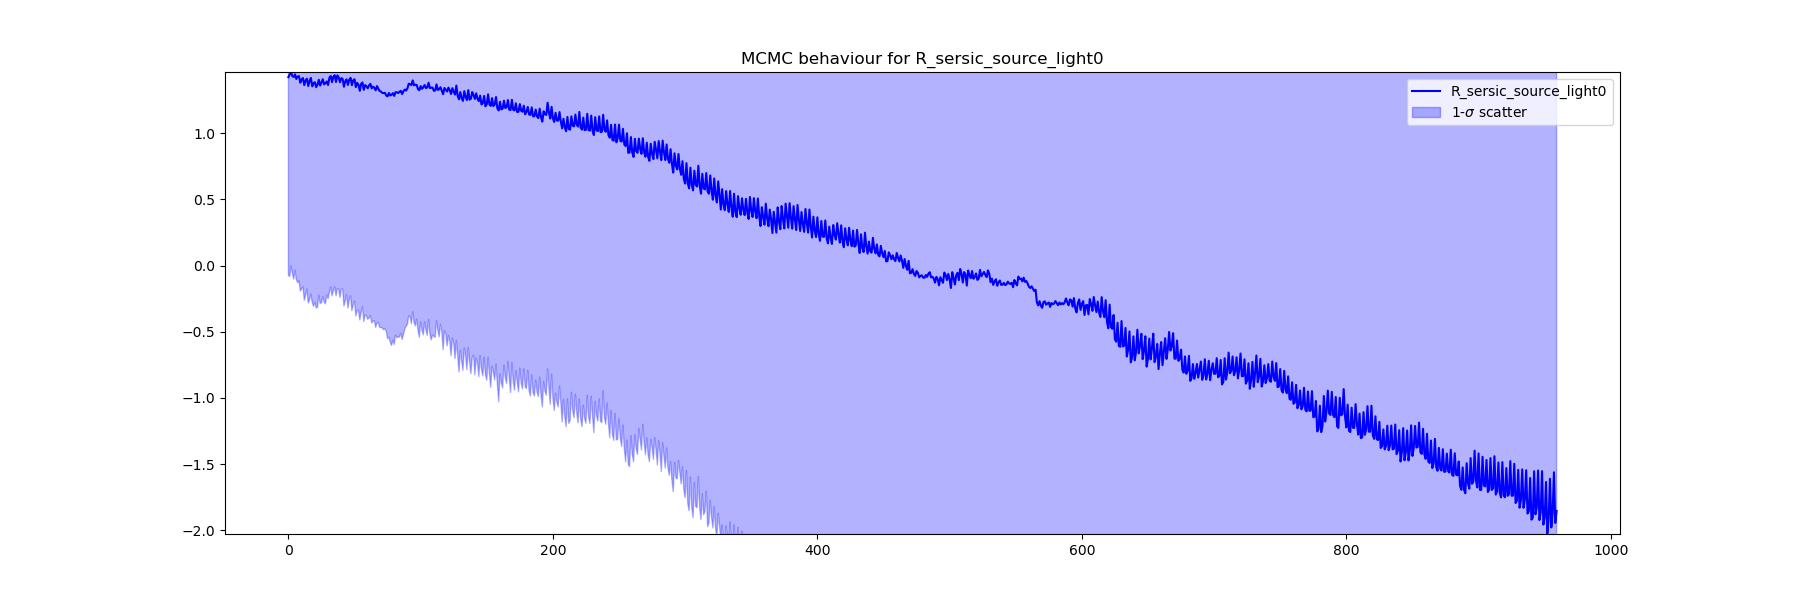 MCMC behaviour for R_sersic_source_light0
R_sersic_source_light0
1-σ scatter
1.0
0.5
0.0
−0.5
−1.0
−1.5
−2.0
0 200 400 600 800 1000